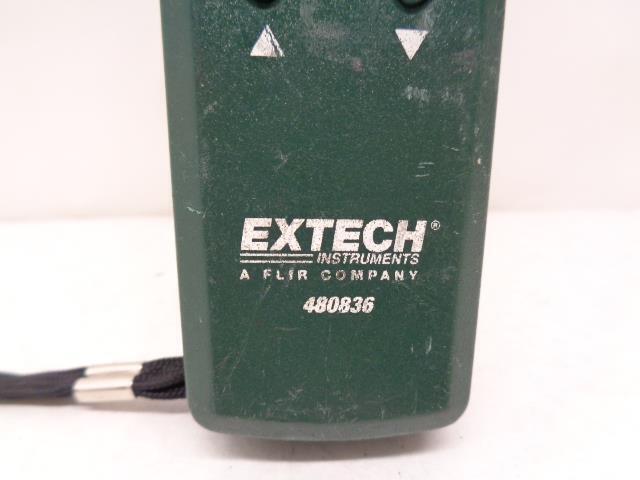 EXTECH®
INSTRUMENTS
A FLIR COMPANY
480836